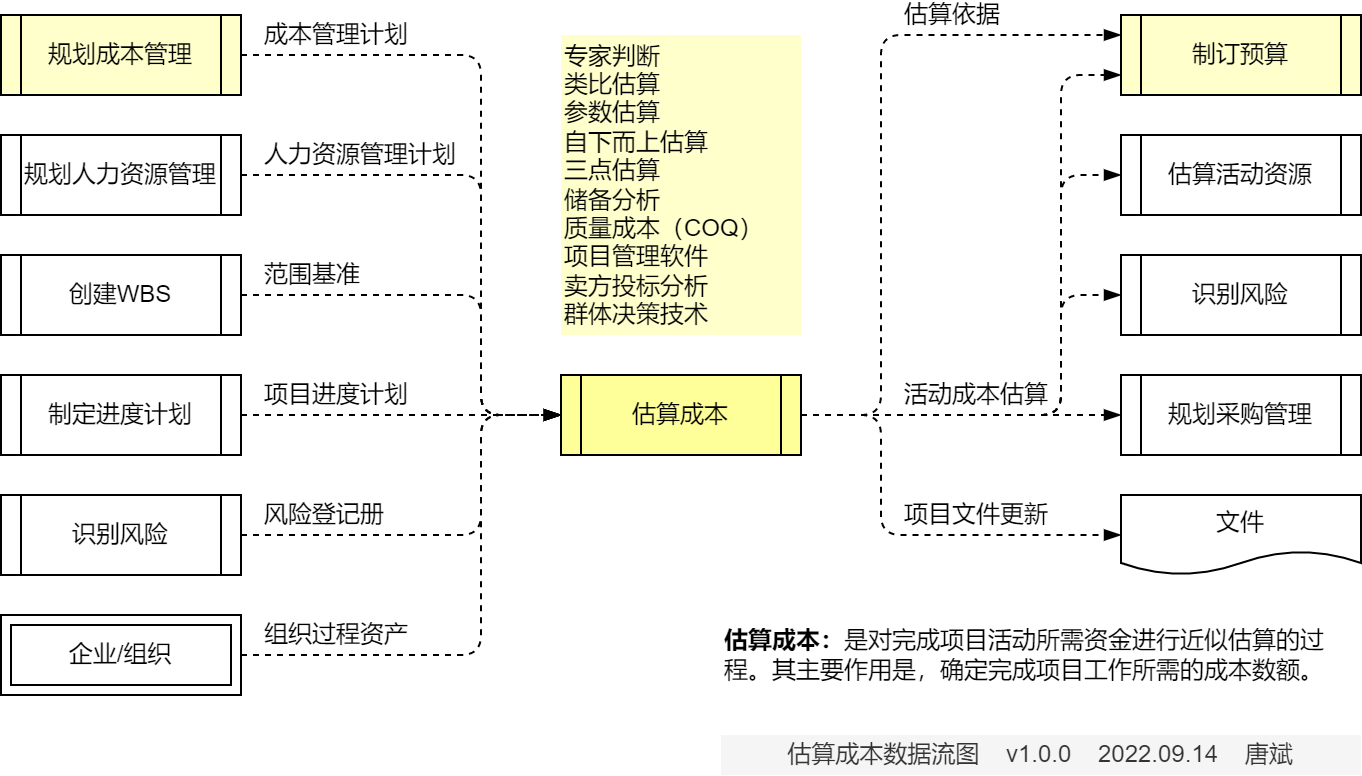 规划成本管理
成本管理计划
规划人力资源管理
人力资源管理计划
创建WBS
范围基准
制定进度计划
项目进度计划
识别风险
风险登记册
企业/组织
组织过程资产
专家判断
类比估算
参数估算
自下而上估算
三点估算
储备分析
质量成本（COQ）
项目管理软件
卖方投标分析
群体决策技术
估算成本
估算依据
制订预算
估算活动资源
识别风险
活动成本估算
规划采购管理
项目文件更新
文件
估算成本：是对完成项目活动所需资金进行近似估算的过
程。其主要作用是，确定完成项目工作所需的成本数额。
估算成本数据流图 v1.0.0 2022.09.14 唐斌